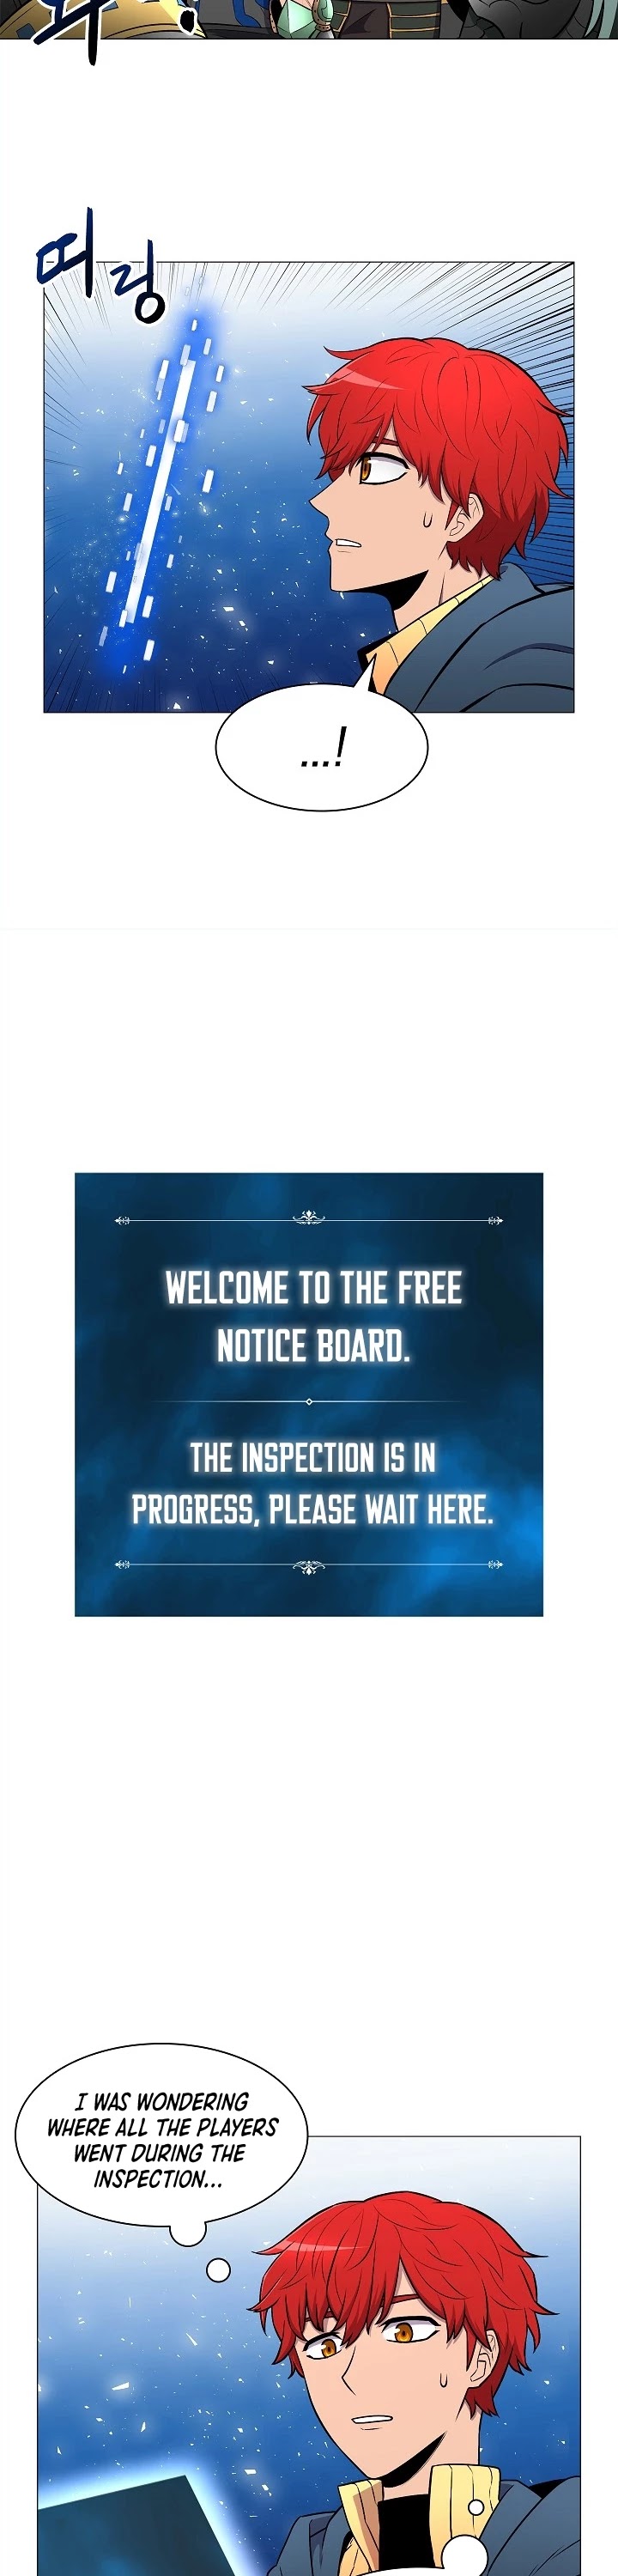 와
띠링
...!
WELCOME TO THE FREE
NOTICE BOARD.
THE INSPECTION IS IN
PROGRESS, PLEASE WAIT HERE.
I WAS WONDERING
WHERE ALL THE PLAYERS
WENT DURING THE
INSPECTION...